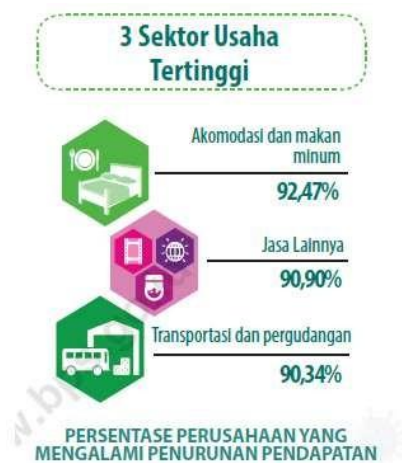 3 Sektor Usaha
Tertinggi
Akomodasi dan makan
minum
92,47%
Jasa Lainnya
90,90%
Transportasi dan pergudangan
90,34%
PERSENTASE PERUSAHAAN YANG
MENGALAMI PENURUNAN PENDAPATAN